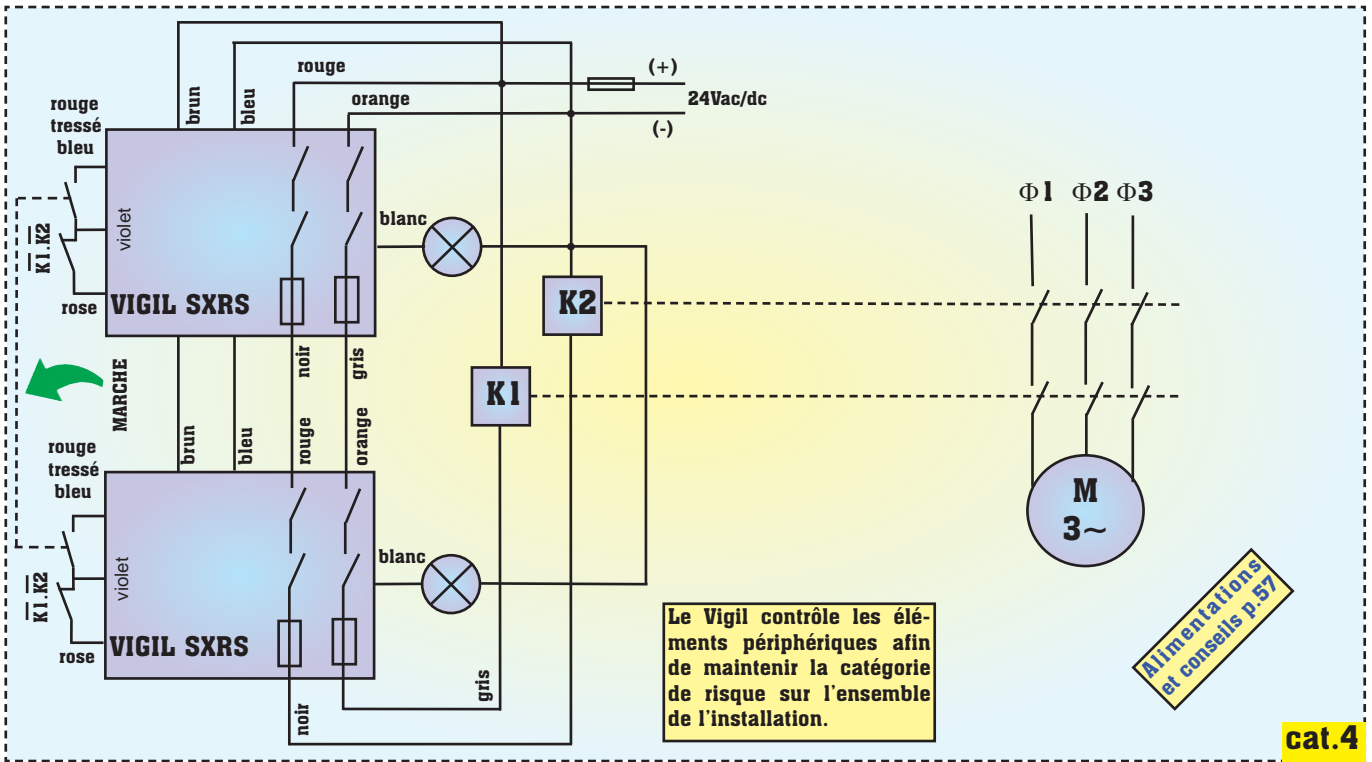 rouge
(+)
24Vac/dc
orange
(-)
brun
bleu
rouge
tressé
bleu
violet
K1.K2
rose
VIGIL SXRS
blanc
Φ1 Φ2 Φ3
K2
K1
noir
gris
MARCHE
brun
bleu
rouge
orange
rouge
tressé
bleu
violet
K1.K2
rose
VIGIL SXRS
blanc
noir
gris
M
3~
Le Vigil contrôle les élé-
ments périphériques afin
de maintenir la catégorie
de risque sur l'ensemble
de l'installation.
Alimentations
et conseils p.57
cat.4